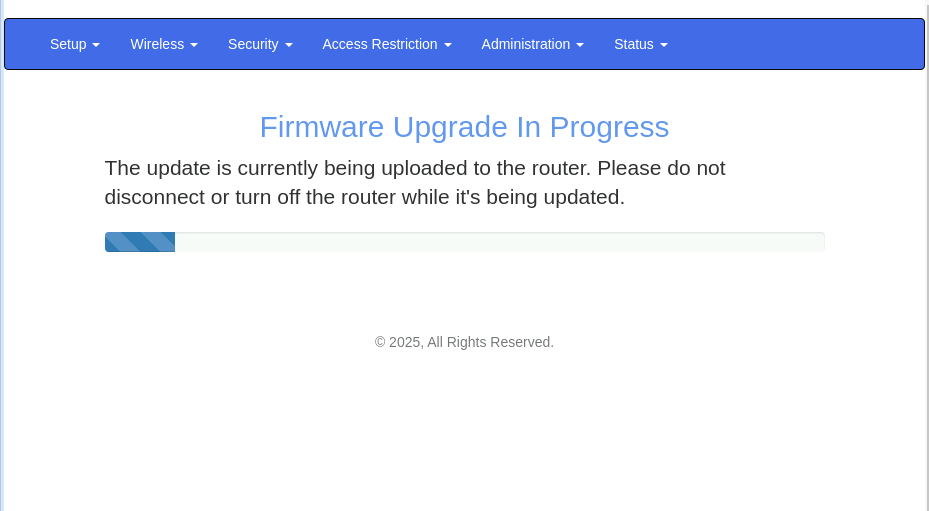 Setup Wireless Security Access Restriction Administration Status
Firmware Upgrade In Progress
The update is currently being uploaded to the router. Please do not
disconnect or turn off the router while it's being updated.
© 2025, All Rights Reserved.